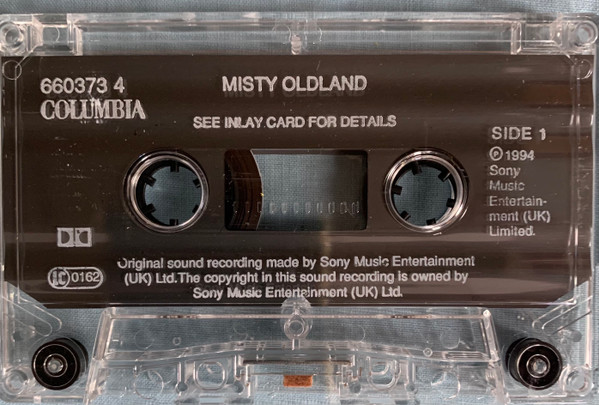 660373 4
COLUMBIA
MISTY OLDLAND
SEE INLAY CARD FOR DETAILS
SIDE 1
℗ 1994
Sony
Music
Entertain-
ment (UK)
Limited.
LC 0162
Original sound recording made by Sony Music Entertainment
(UK) Ltd.The copyright in this sound recording is owned by
Sony Music Entertainment (UK) Ltd.